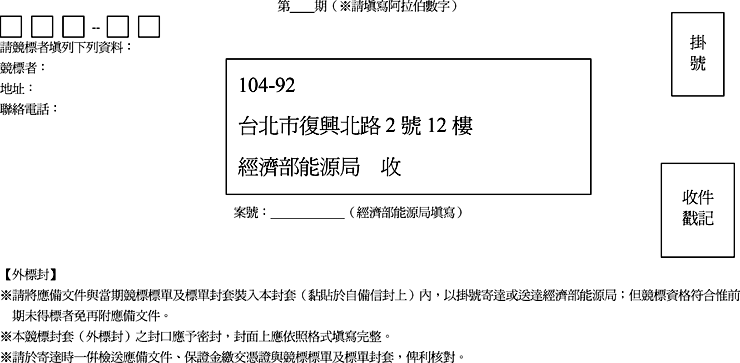 第___期（※請填寫阿拉伯數字）
--
掛號
請競標者填列下列資料：
競標者：
地址：
聯絡電話：
104-92
台北市復興北路 2 號 12 樓
經濟部能源局　收
收件
戳記
案號：___________（經濟部能源局填寫）
【外標封】
※請將應備文件與當期競標標單及標單封套裝入本封套（黏貼於自備信封上）內，以掛號寄達或送達經濟部能源局；但競標資格符合惟前
期未得標者免再附應備文件。
※本競標封套（外標封）之封口應予密封，封面上應依照格式填寫完整。
※請於寄達時一併檢送應備文件、保證金繳交憑證與競標標單及標單封套，俾利核對。